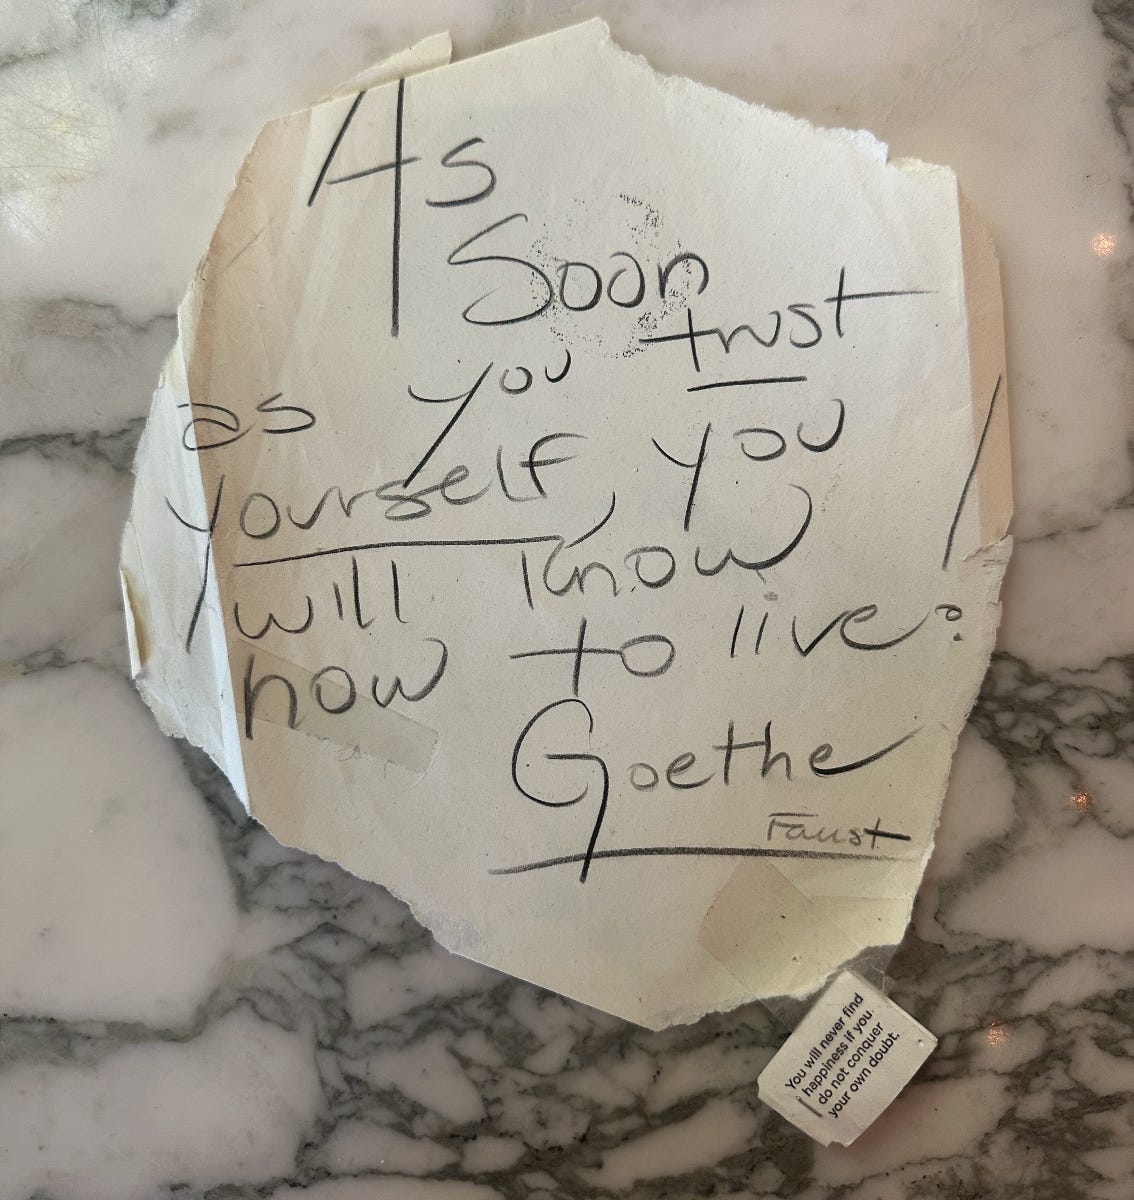 As
Soon
as you trust
yourself, you
will know
how to live?
Goethe
Faust
You will never find
happiness if you
do not conquer
your own doubt.